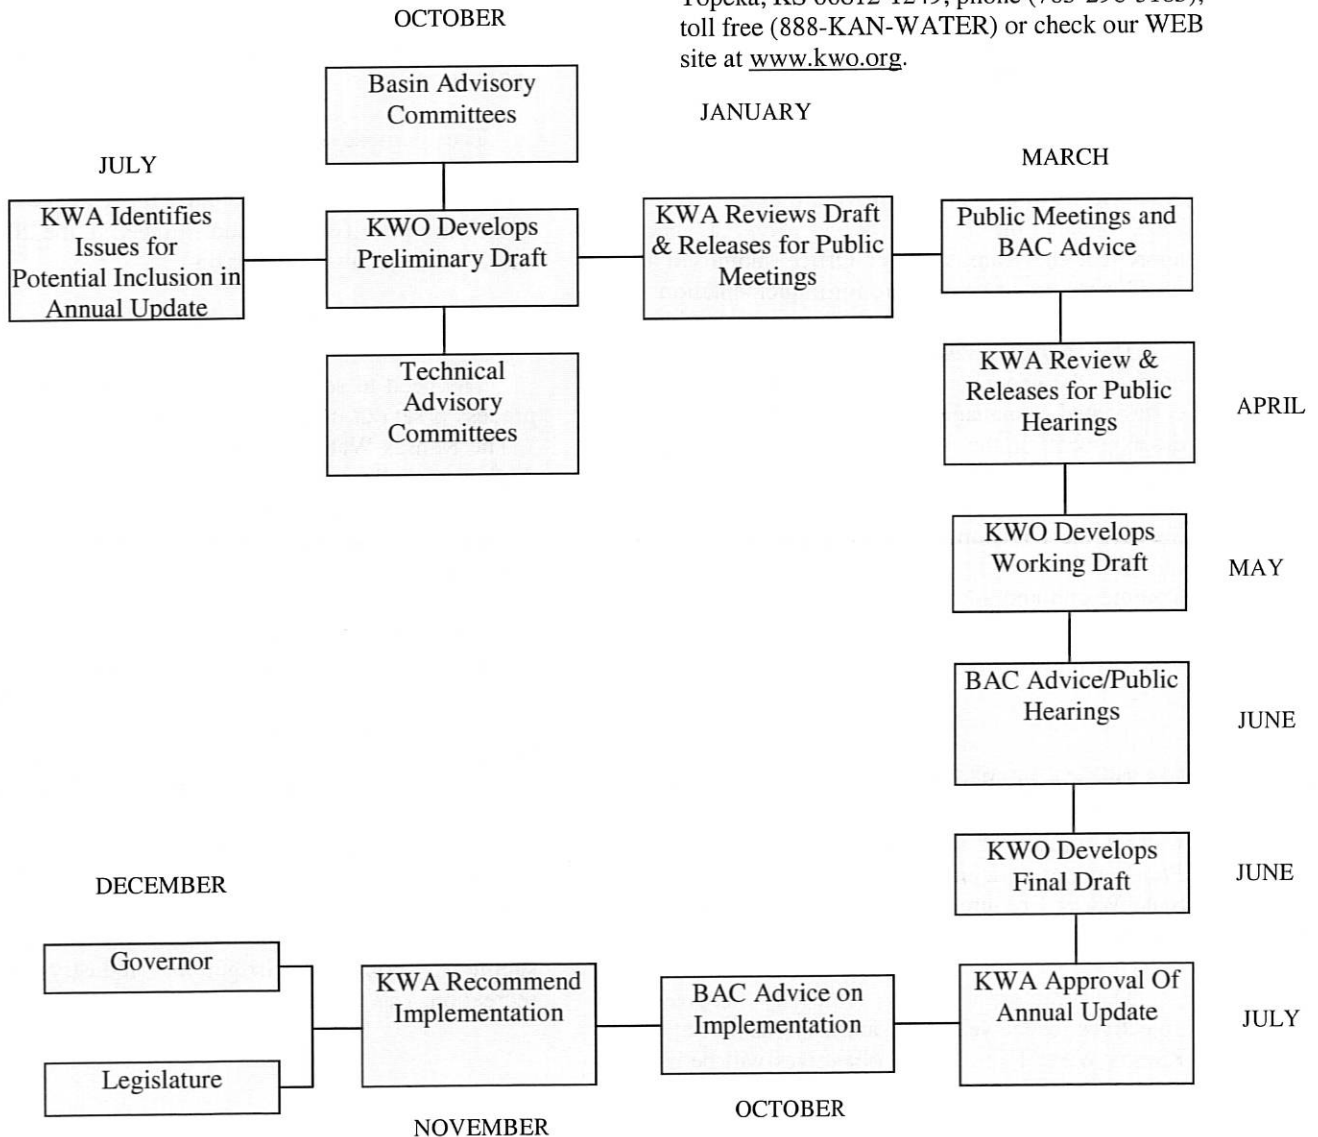 toll free (888-KAN-WATER) or check our WEB
site at www.kwo.org.
OCTOBER
Basin Advisory
Committees
JANUARY
JULY
MARCH
KWA Identifies
Issues for
Potential Inclusion in
Annual Update
KWO Develops
Preliminary Draft
KWA Reviews Draft
& Releases for Public
Meetings
Public Meetings and
BAC Advice
Technical
Advisory
Committees
KWA Review &
Releases for Public
Hearings
APRIL
KWO Develops
Working Draft
MAY
BAC Advice/Public
Hearings
JUNE
KWO Develops
Final Draft
JUNE
DECEMBER
Governor
Legislature
KWA Recommend
Implementation
NOVEMBER
BAC Advice on
Implementation
OCTOBER
KWA Approval Of
Annual Update
JULY